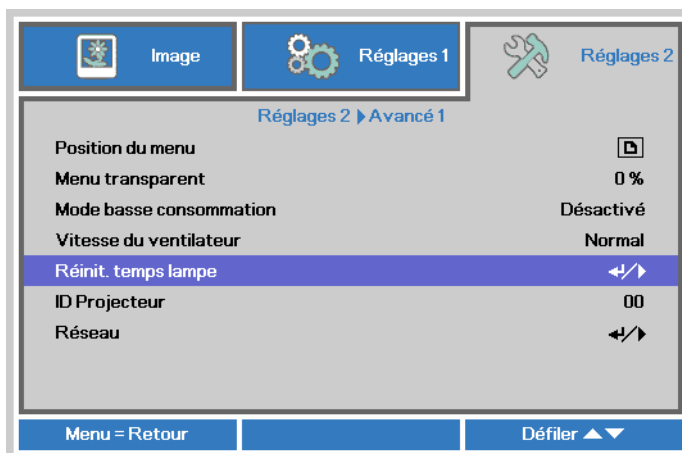 Image
Réglages 1
Réglages 2
Réglages 2 Avancé 1
Position du menu
Menu transparent 0 %
Mode basse consommation Désactivé
Vitesse du ventilateur Normal
Réinit. temps lampe
ID Projecteur 00
Réseau
Menu = Retour
Défiler